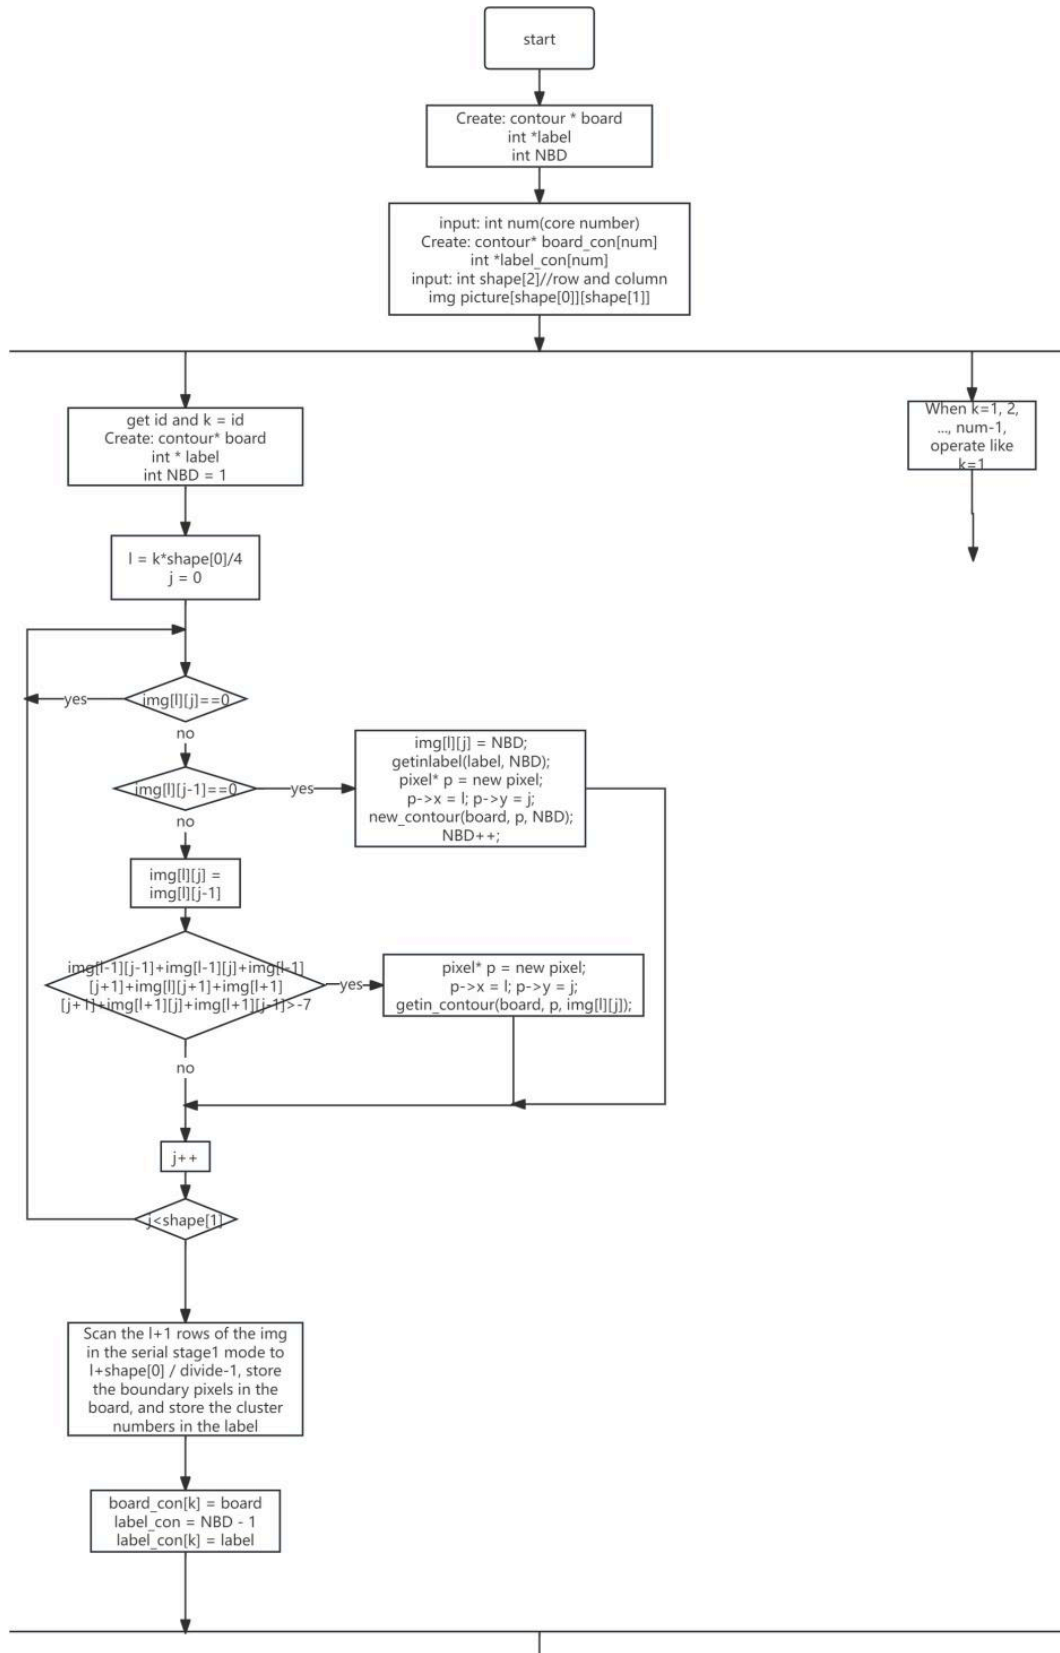 start
Create: contour * board
int *label
int NBD
input: int num(core number)
Create: contour* board_con[num]
int *label_con[num]
input: int shape[2]//row and column
img picture[shape[0]][shape[1]]
get id and k = id
Create: contour* board
int * label
int NBD = 1
When k=1, 2,
..., num-1,
operate like
k=1
l = k*shape[0]/4
j = 0
img[l][j]==0
yes
no
img[l][j-1]==0
yes
img[l][j] = NBD;
getinlabel(label, NBD);
pixel* p = new pixel;
p->x = l; p->y = j;
new_contour(board, p, NBD);
NBD++;
no
img[l][j] =
img[l][j-1]
img[l-1][j-1]+img[l-1][j]+img[l-1]
[j+1]+img[l][j+1]+img[l+1]
[j+1]+img[l+1][j]+img[l+1][j-1]>-7
yes
pixel* p = new pixel;
p->x = l; p->y = j;
getin_contour(board, p, img[l][j]);
no
j++
j<shape[1]
Scan the l+1 rows of the img
in the serial stage1 mode to
l+shape[0] / divide-1, store
the boundary pixels in the
board, and store the cluster
numbers in the label
board_con[k] = board
label_con = NBD - 1
label_con[k] = label